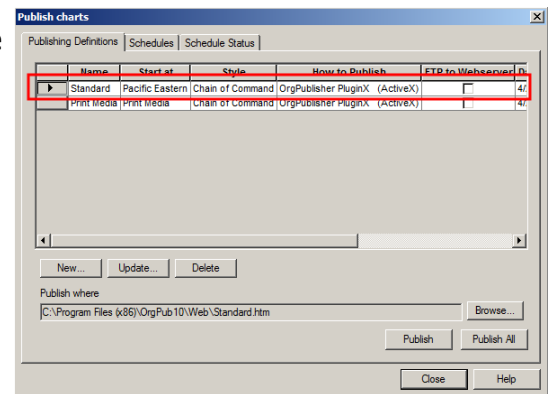 Publish charts
e
Publishing Definitions Schedules Schedule Status
Name Start at Style How to Publish FTP to Webserver
Standard Pacific Eastern Chain of Command OrgPublisher PluginX (ActiveX) 4/
Print Media Print Media Chain of Command OrgPublisher PluginX (ActiveX) 4/
New... Update... Delete
Publish where
C:\Program Files (x86)\OrgPub10\Web\Standard.htm Browse...
Publish Publish All
Close Help